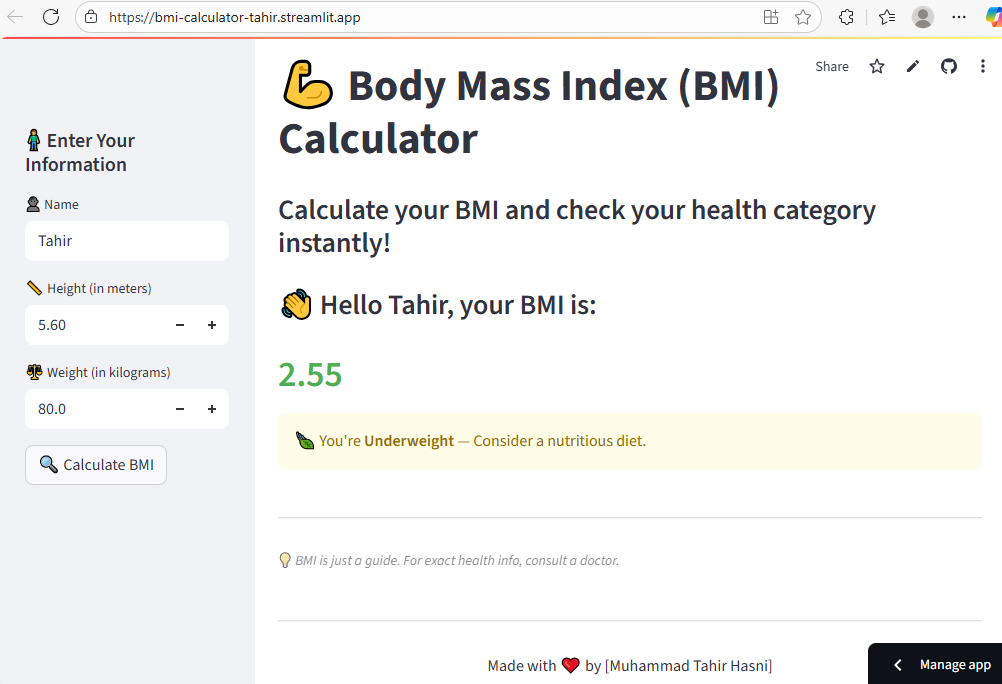 https://bmi-calculator-tahir.streamlit.app
Share
💪 Body Mass Index (BMI)
Calculator
🧍 Enter Your
Information
👤 Name
Tahir
📏 Height (in meters)
5.60
− +
⚖️ Weight (in kilograms)
80.0
− +
🔍 Calculate BMI
Calculate your BMI and check your health category
instantly!
👋 Hello Tahir, your BMI is:
2.55
You're Underweight — Consider a nutritious diet.
💡 BMI is just a guide. For exact health info, consult a doctor.
Made with ❤️ by [Muhammad Tahir Hasni]
Manage app